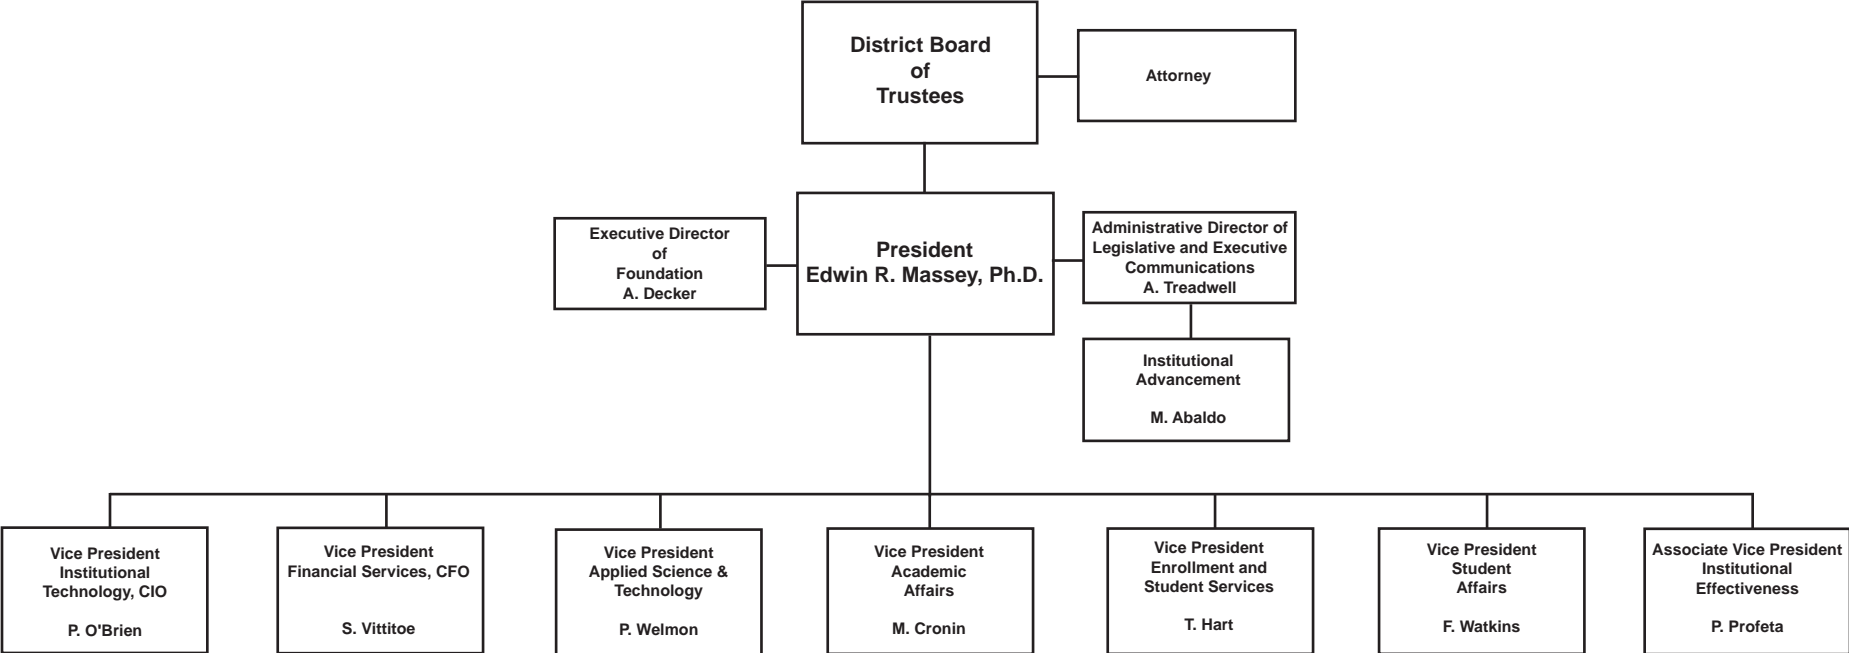 District Board
of
Trustees
Attorney
Executive Director
of
Foundation
A. Decker
President
Edwin R. Massey, Ph.D.
Administrative Director of
Legislative and Executive
Communications
A. Treadwell
Institutional
Advancement
M. Abaldo
Vice President
Institutional
Technology, CIO
P. O'Brien
Vice President
Financial Services, CFO
S. Vittitoe
Vice President
Applied Science &
Technology
P. Welmon
Vice President
Academic
Affairs
M. Cronin
Vice President
Enrollment and
Student Services
T. Hart
Vice President
Student
Affairs
F. Watkins
Associate Vice President
Institutional
Effectiveness
P. Profeta